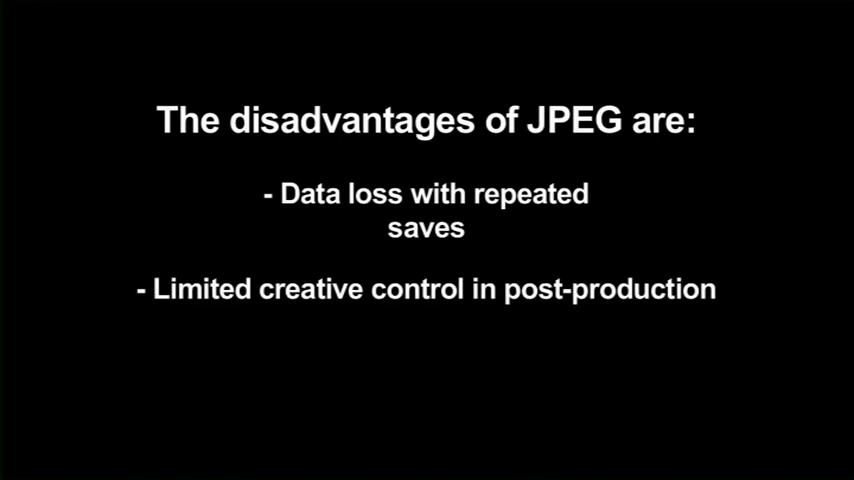 The disadvantages of JPEG are:
- Data loss with repeated
saves
- Limited creative control in post-production